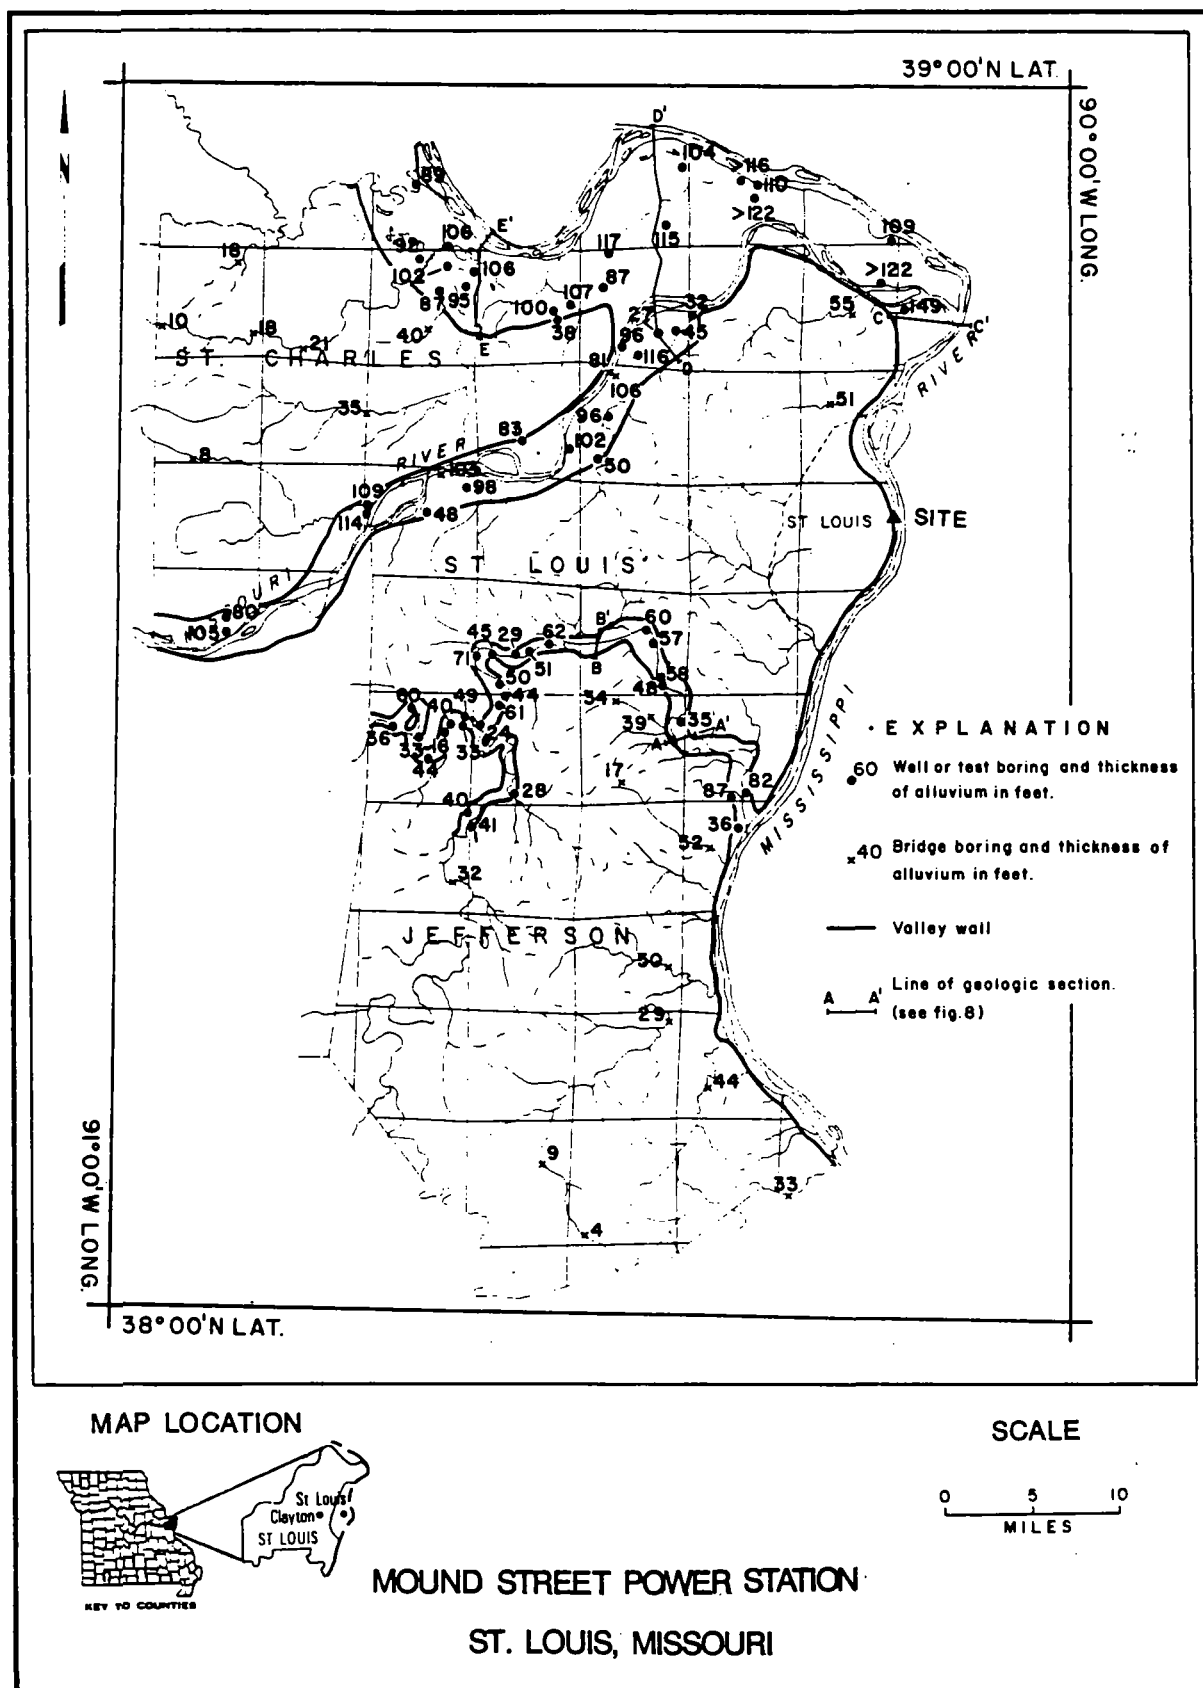 39°00'N LAT.
90°00'W LONG.
N
D'
104
>116
110
>122
89
E'
106
92
102
106
87
95
117
87
115
109
>122
149
55
C
C'
18
10
18
21
40
E
100
107
38
27
32
96
45
116
D
81
106
ST. CHARLES
RIVER
51
35
96
83
102
50
8
RIVER
103
98
109
114
48
ST LOUIS
SITE
ST LOUIS
OURI
80
105
B'
B
60
57
45
29
62
71
51
50
58
48
44
34
60
49
40
61
36
33
16
33
24
44
39
35
A
A'
MISSISSIPPI
17
28
87
82
40
41
36
52
32
JEFFERSON
50
29
44
9
33
4
EXPLANATION
60 Well or test boring and thickness
of alluvium in feet.
x40 Bridge boring and thickness of
alluvium in feet.
Valley wall
A A' Line of geologic section.
(see fig.8)
91°00'W LONG.
38°00'N LAT.
MAP LOCATION
St Louis
Clayton
ST LOUIS
KEY TO COUNTIES
SCALE
0 5 10
MILES
MOUND STREET POWER STATION
ST. LOUIS, MISSOURI